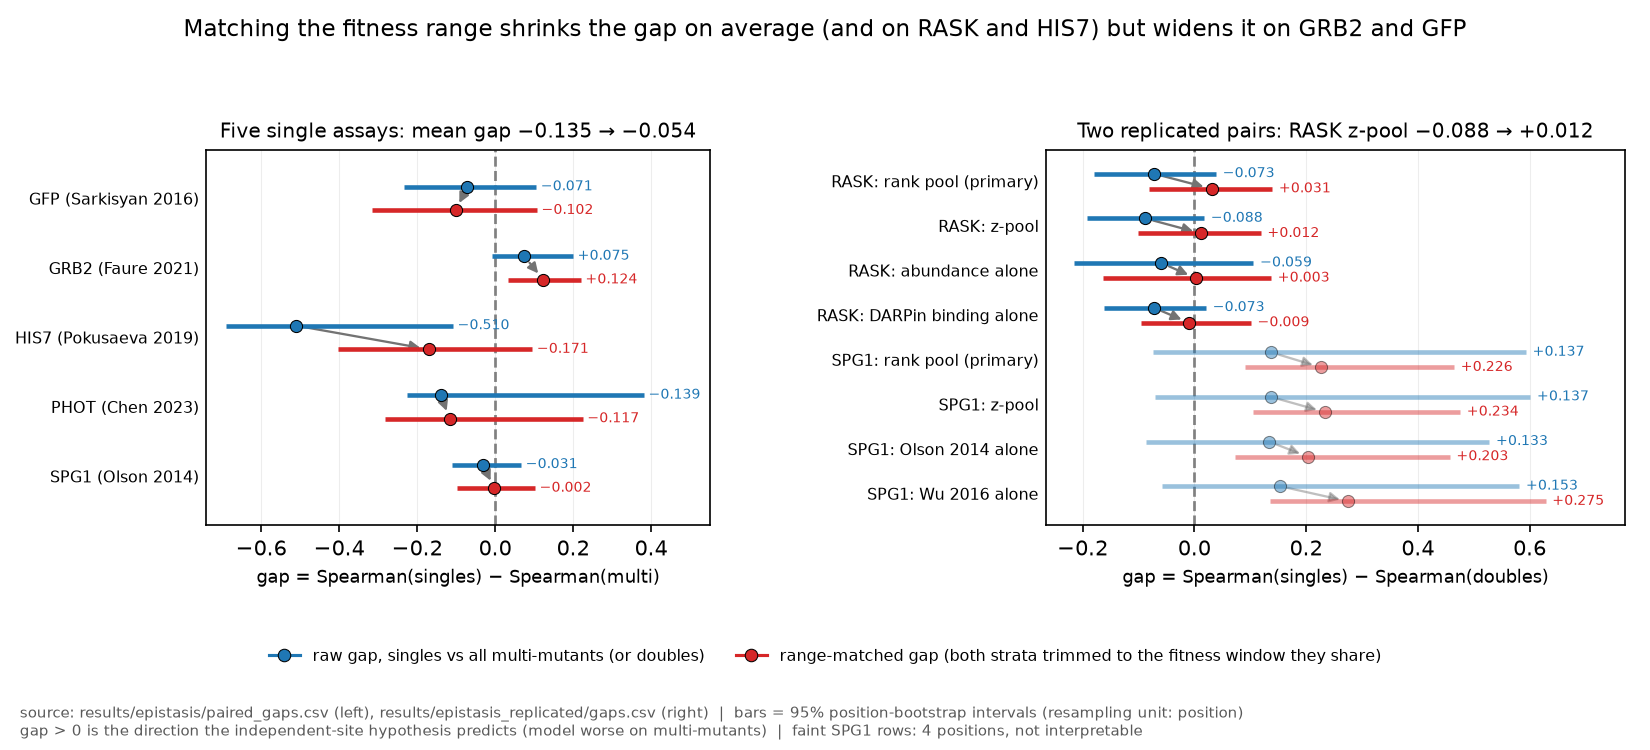 Matching the fitness range shrinks the gap on average (and on RASK and HIS7) but widens it on GRB2 and GFP
Five single assays: mean gap −0.135 → −0.054
GFP (Sarkisyan 2016)
−0.071
−0.102
GRB2 (Faure 2021)
+0.075
+0.124
HIS7 (Pokusaeva 2019)
−0.510
−0.171
PHOT (Chen 2023)
−0.139
−0.117
SPG1 (Olson 2014)
−0.031
−0.002
−0.6 −0.4 −0.2 0.0 0.2 0.4
gap = Spearman(singles) − Spearman(multi)
Two replicated pairs: RASK z-pool −0.088 → +0.012
RASK: rank pool (primary)
−0.073
+0.031
RASK: z-pool
−0.088
+0.012
RASK: abundance alone
−0.059
+0.003
RASK: DARPin binding alone
−0.073
−0.009
SPG1: rank pool (primary)
+0.137
+0.226
SPG1: z-pool
+0.137
+0.234
SPG1: Olson 2014 alone
+0.133
+0.203
SPG1: Wu 2016 alone
+0.153
+0.275
−0.2 0.0 0.2 0.4 0.6
gap = Spearman(singles) − Spearman(doubles)
raw gap, singles vs all multi-mutants (or doubles)
range-matched gap (both strata trimmed to the fitness window they share)
source: results/epistasis/paired_gaps.csv (left), results/epistasis_replicated/gaps.csv (right) | bars = 95% position-bootstrap intervals (resampling unit: position)
gap > 0 is the direction the independent-site hypothesis predicts (model worse on multi-mutants) | faint SPG1 rows: 4 positions, not interpretable